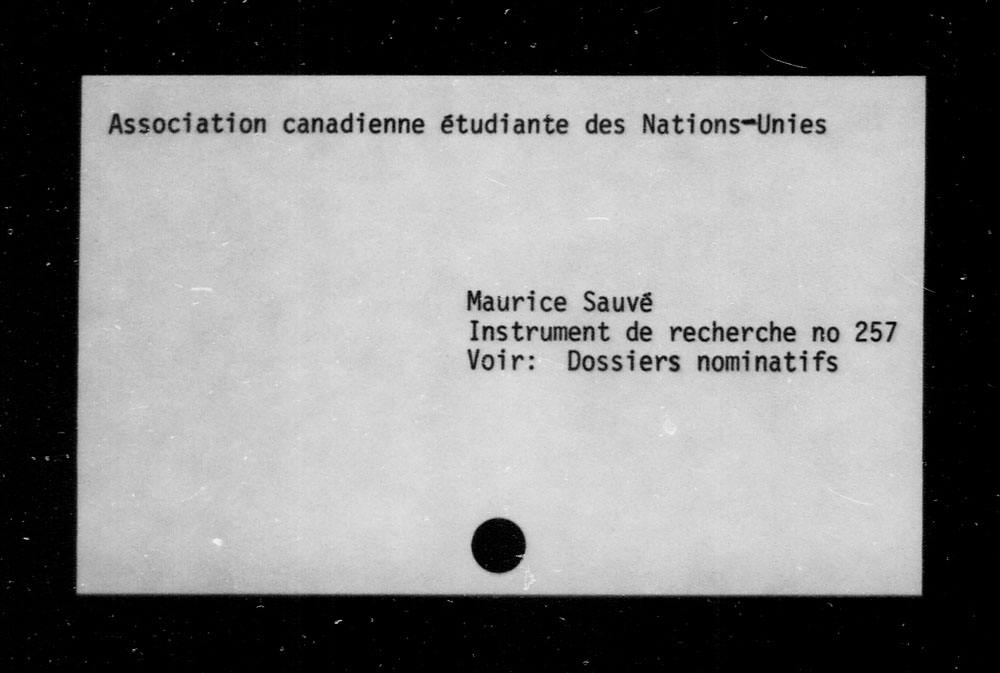 Association canadienne étudiante des Nations-Unies
Maurice Sauvé
Instrument de recherche no 257
Voir: Dossiers nominatifs